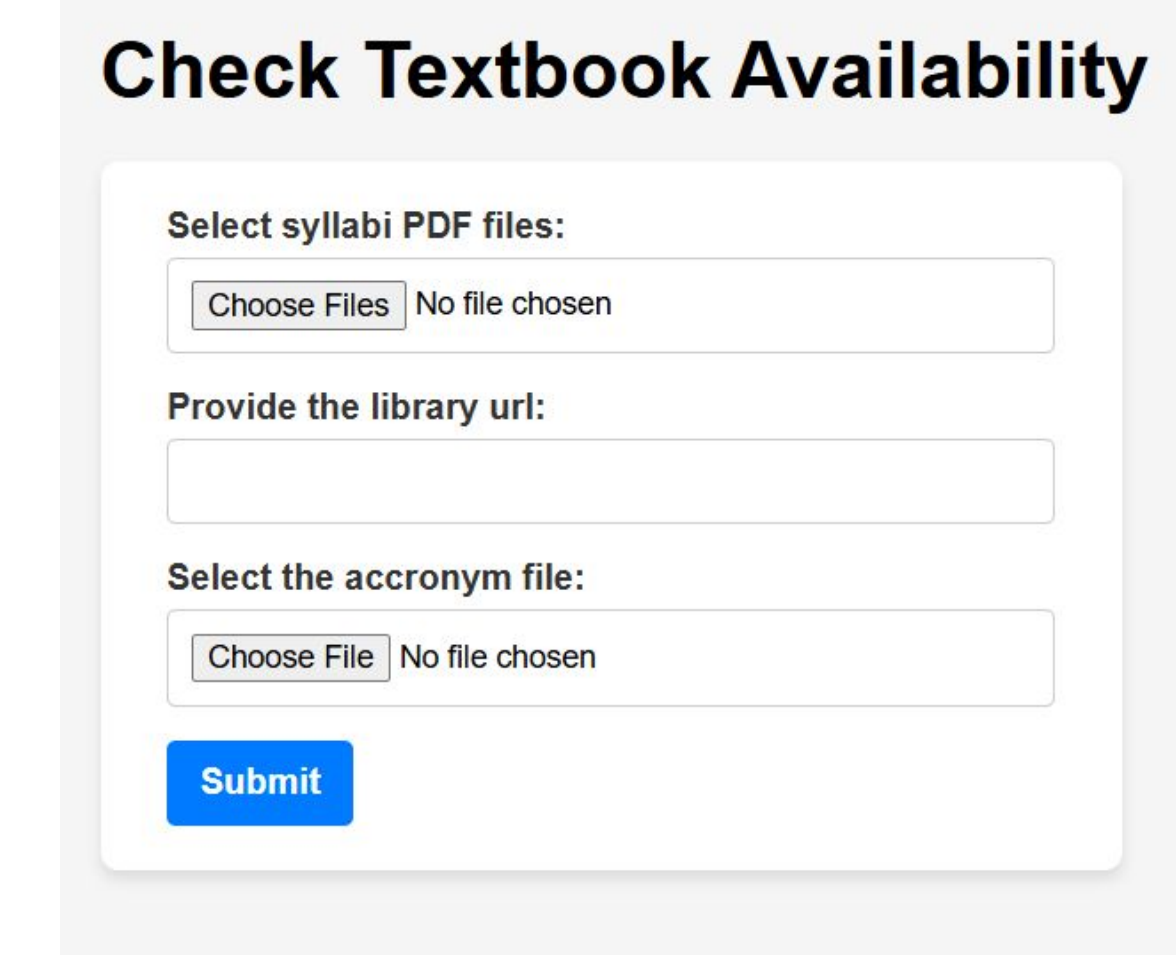 Check Textbook Availability
Select syllabi PDF files:
Choose Files No file chosen
Provide the library url:
Select the accronym file:
Choose File No file chosen
Submit